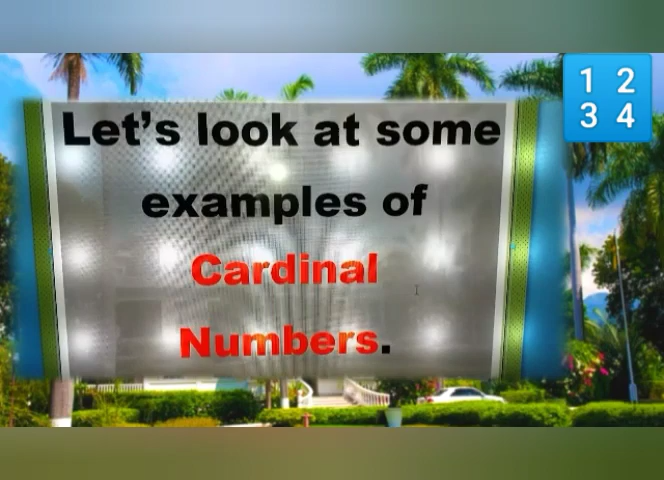 Let's look at some
examples of
Cardinal
Numbers.
1 2
3 4